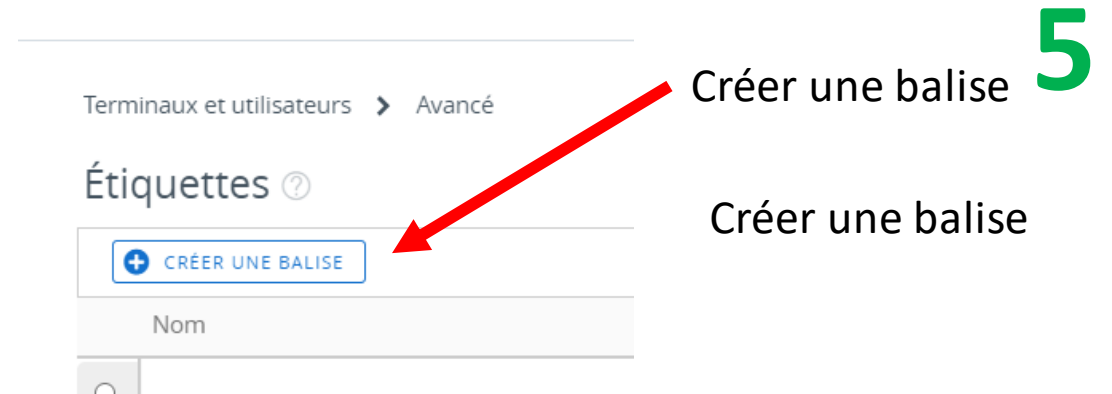 5
Créer une balise
Terminaux et utilisateurs > Avancé
Étiquettes ?
Créer une balise
CRÉER UNE BALISE
Nom